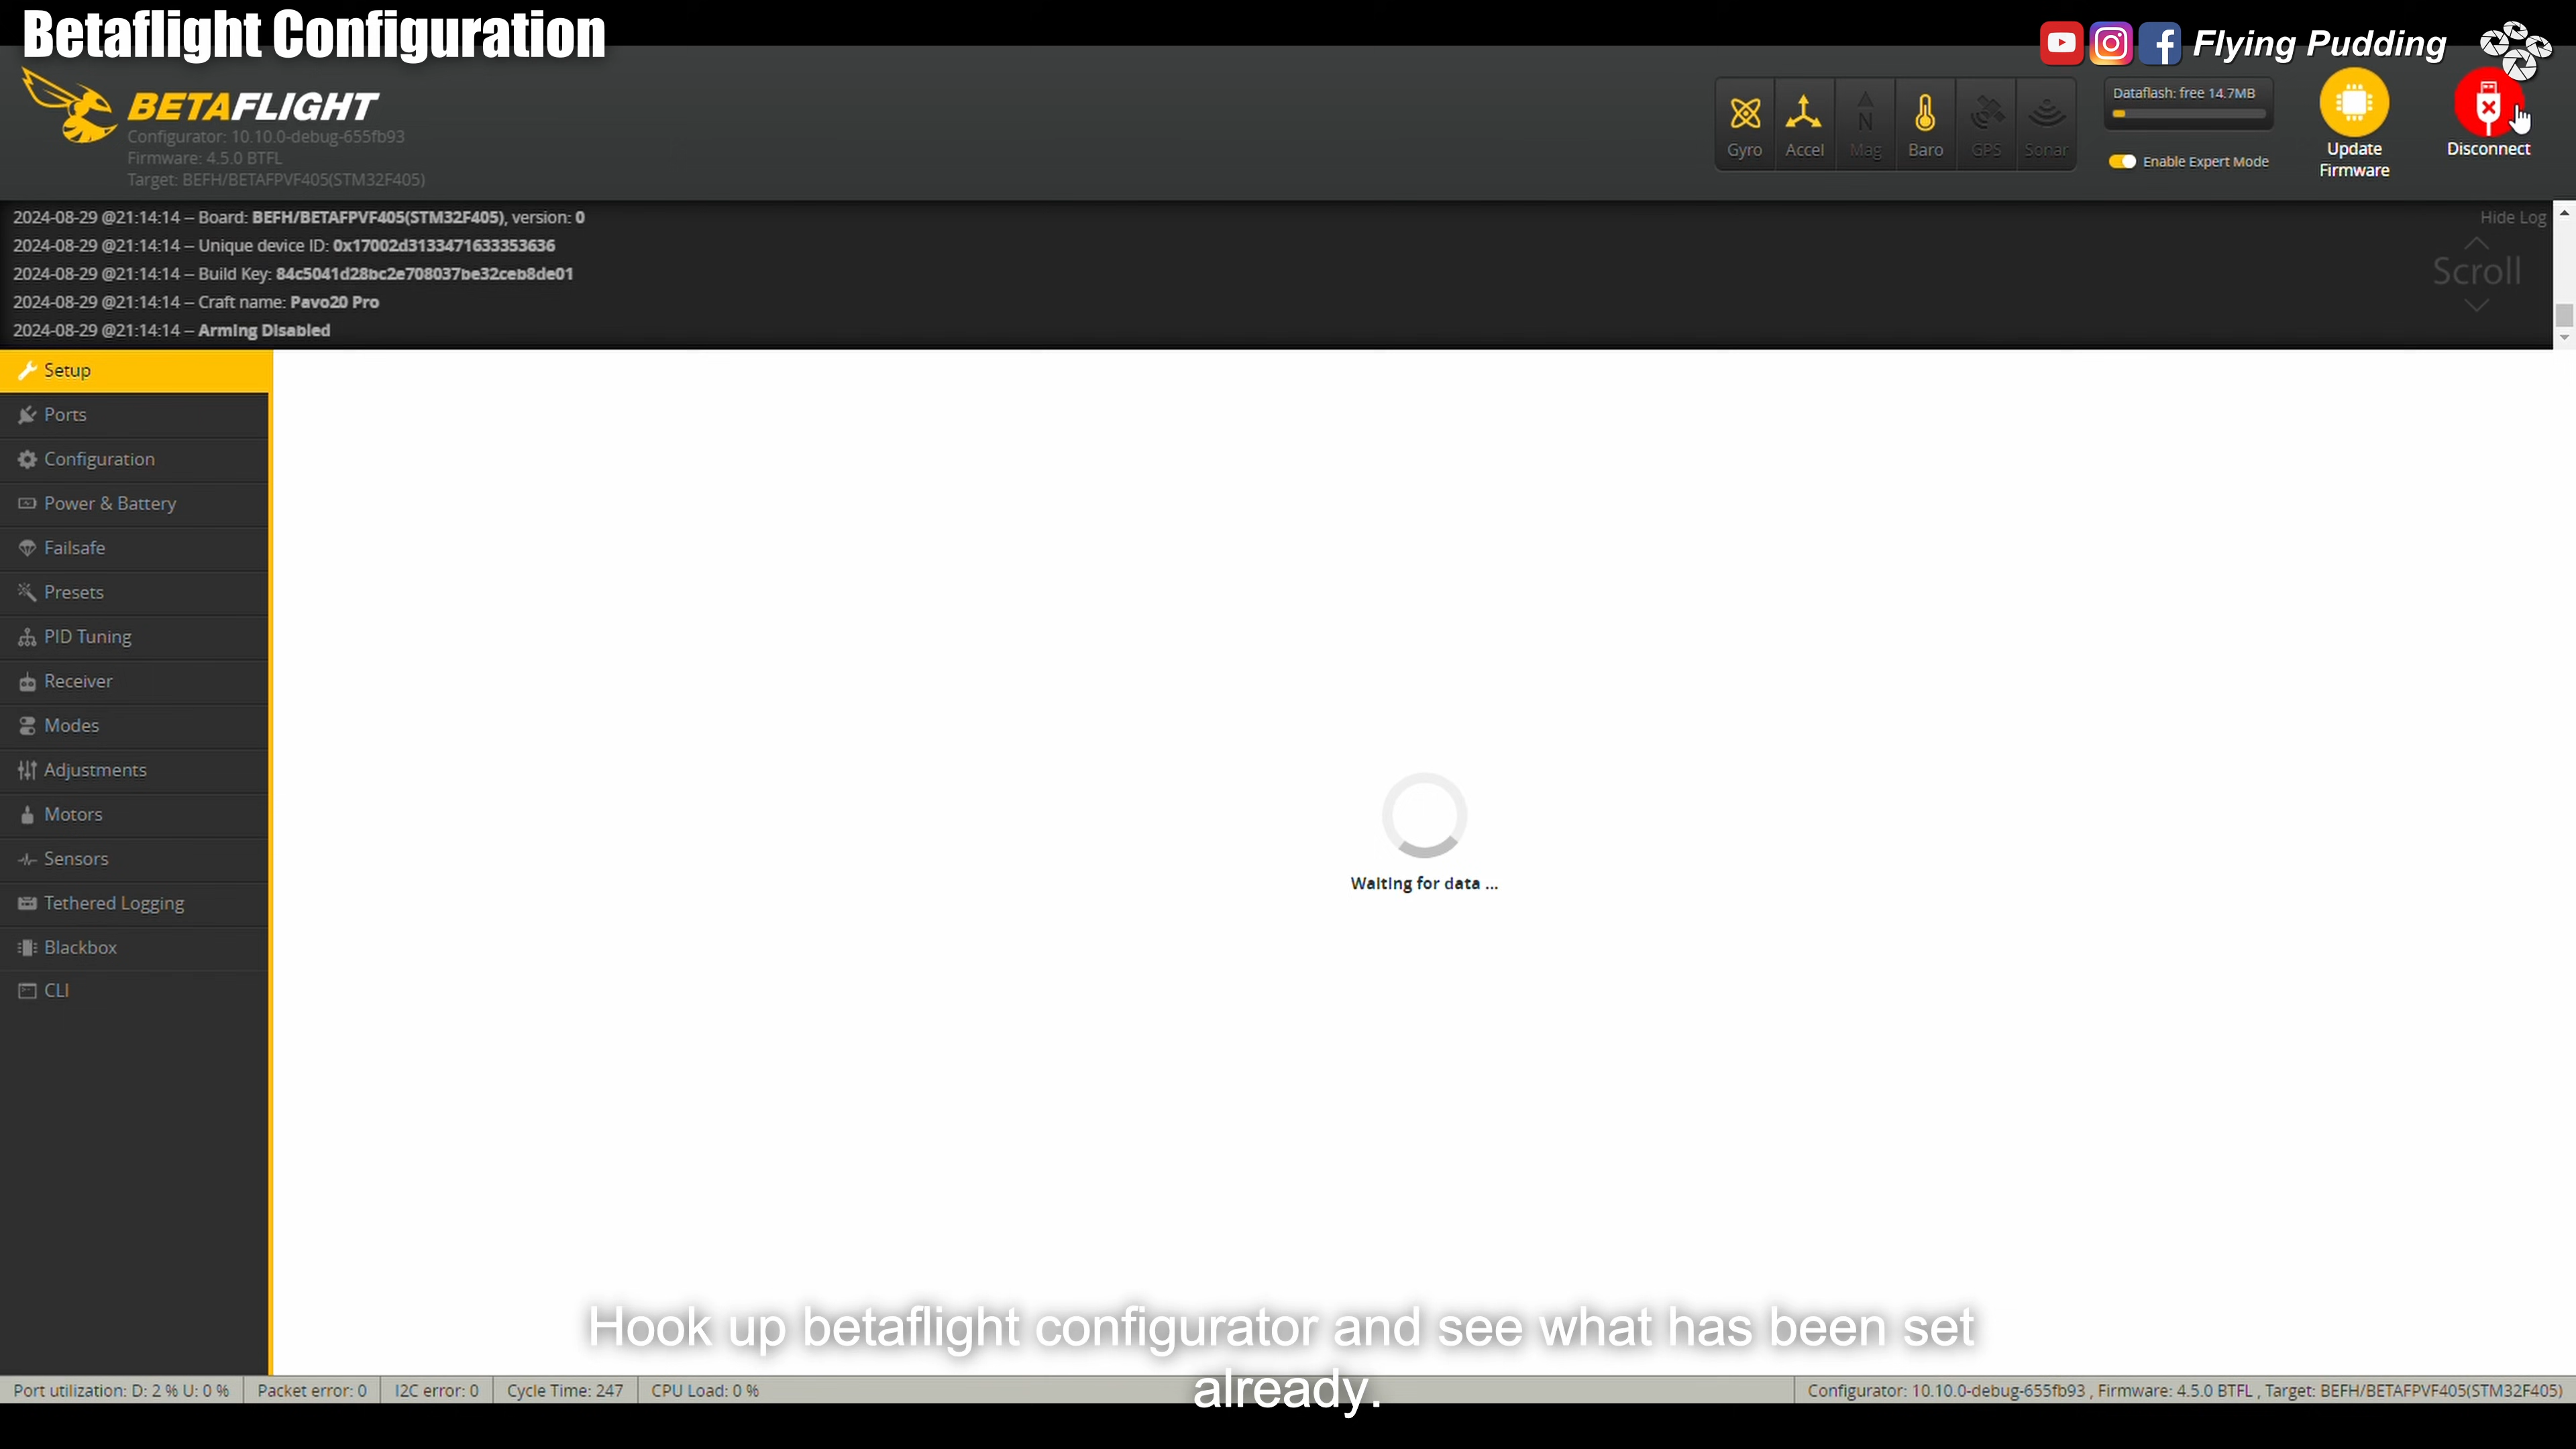 Betaflight Configuration
Flying Pudding
BETAFLIGHT
Configurator: 10.10.0-debug-655fb93
Firmware: 4.5.0 BTFL
Target: BEFH/BETAFPVF405(STM32F405)
Gyro
Accel
N
Mag
Baro
GPS
Sonar
Dataflash: free 14.7MB
Enable Expert Mode
Update
Firmware
Disconnect
2024-08-29 @21:14:14 -- Board: BEFH/BETAFPVF405(STM32F405), version: 0
2024-08-29 @21:14:14 -- Unique device ID: 0x17002d3133471633353636
2024-08-29 @21:14:14 -- Build Key: 84c5041d28bc2e708037be32ceb8de01
2024-08-29 @21:14:14 -- Craft name: Pavo20 Pro
2024-08-29 @21:14:14 -- Arming Disabled
Hide Log
Scroll
Setup
Ports
Configuration
Power & Battery
Failsafe
Presets
PID Tuning
Receiver
Modes
Adjustments
Motors
Sensors
Tethered Logging
Blackbox
CLI
Waiting for data ...
Hook up betaflight configurator and see what has been set
already.
Port utilization: D: 2 % U: 0 %
Packet error: 0
I2C error: 0
Cycle Time: 247
CPU Load: 0 %
Configurator: 10.10.0-debug-655fb93 , Firmware: 4.5.0 BTFL , Target: BEFH/BETAFPVF405(STM32F405)